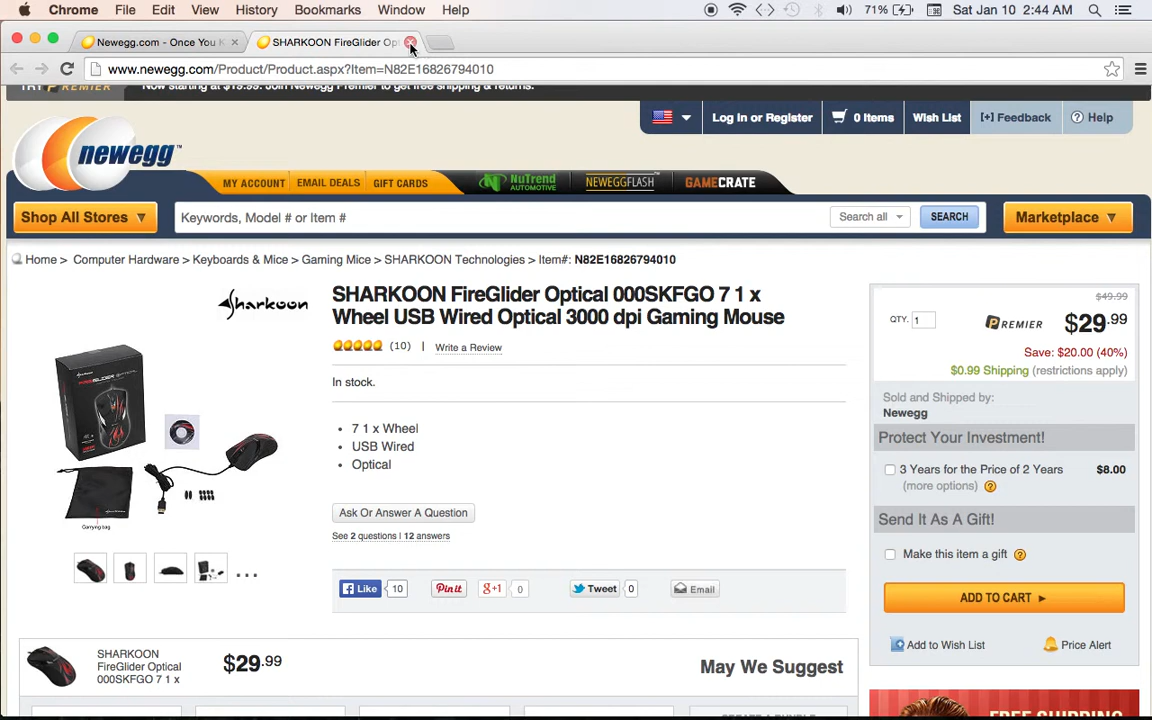 Chrome File Edit View History Bookmarks Window Help 71% Sat Jan 10 2:44 AM
Newegg.com - Once You K SHARKOON FireGlider Op
www.newegg.com/Product/Product.aspx?Item=N82E16826794010
TRY PREMIER Now starting at $19.99. Join Newegg Premier to get free shipping & returns.
Log In or Register 0 Items Wish List [+] Feedback ? Help
newegg™
MY ACCOUNT EMAIL DEALS GIFT CARDS NUTREND AUTOMOTIVE NEWEGGFLASH™ GAMECRATE
Shop All Stores ▼ Keywords, Model # or Item # Search all SEARCH Marketplace ▼
Home > Computer Hardware > Keyboards & Mice > Gaming Mice > SHARKOON Technologies > Item#: N82E16826794010
Sharkoon
SHARKOON FireGlider Optical 000SKFGO 7 1 x
Wheel USB Wired Optical 3000 dpi Gaming Mouse
(10) | Write a Review
In stock.
• 7 1 x Wheel
• USB Wired
• Optical
Ask Or Answer A Question
See 2 questions | 12 answers
Carrying bag
...
Like 10 Pin it g+1 0 Tweet 0 Email
$49.99
QTY. 1 PREMIER $29.99
Save: $20.00 (40%)
$0.99 Shipping (restrictions apply)
Sold and Shipped by:
Newegg
Protect Your Investment!
3 Years for the Price of 2 Years $8.00
(more options) ?
Send It As A Gift!
Make this item a gift ?
ADD TO CART ►
Add to Wish List Price Alert
SHARKOON
FireGlider Optical
000SKFGO 7 1 x
$29.99
May We Suggest
FREE SHIPPING